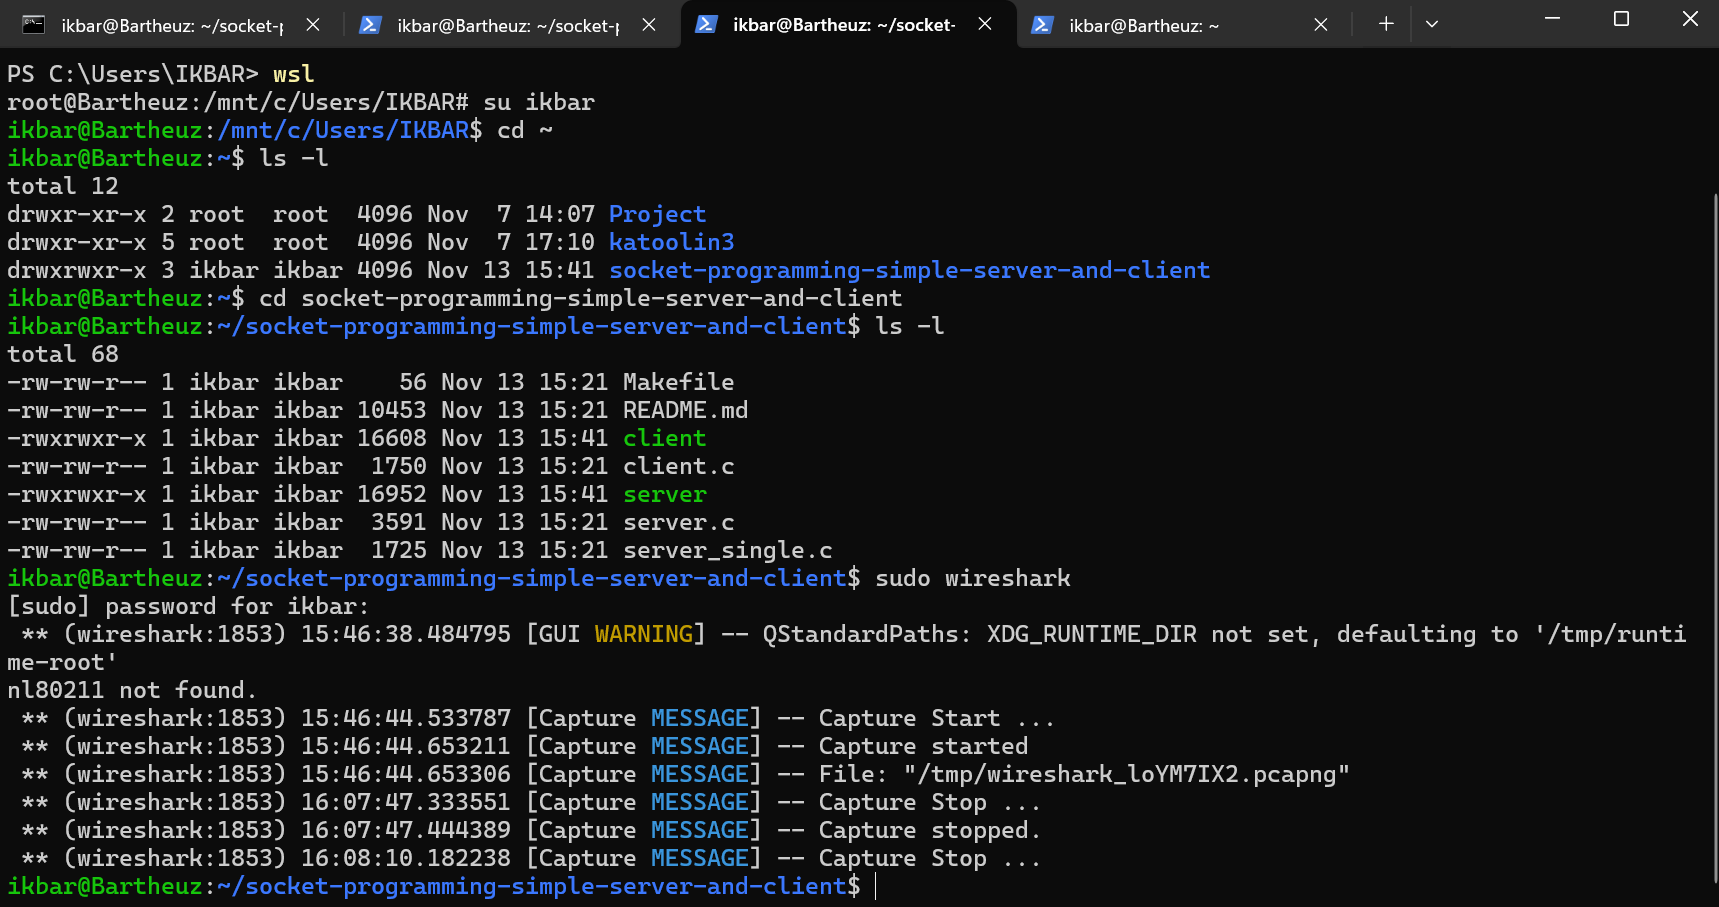 ikbar@Bartheuz: ~/socket-p
ikbar@Bartheuz: ~/socket-p
ikbar@Bartheuz: ~/socket-
ikbar@Bartheuz: ~
PS C:\Users\IKBAR> wsl
root@Bartheuz:/mnt/c/Users/IKBAR# su ikbar
ikbar@Bartheuz:/mnt/c/Users/IKBAR$ cd ~
ikbar@Bartheuz:~$ ls -l
total 12
drwxr-xr-x 2 root  root  4096 Nov  7 14:07 Project
drwxr-xr-x 5 root  root  4096 Nov  7 17:10 katoolin3
drwxrwxr-x 3 ikbar ikbar 4096 Nov 13 15:41 socket-programming-simple-server-and-client
ikbar@Bartheuz:~$ cd socket-programming-simple-server-and-client
ikbar@Bartheuz:~/socket-programming-simple-server-and-client$ ls -l
total 68
-rw-rw-r-- 1 ikbar ikbar    56 Nov 13 15:21 Makefile
-rw-rw-r-- 1 ikbar ikbar 10453 Nov 13 15:21 README.md
-rwxrwxr-x 1 ikbar ikbar 16608 Nov 13 15:41 client
-rw-rw-r-- 1 ikbar ikbar  1750 Nov 13 15:21 client.c
-rwxrwxr-x 1 ikbar ikbar 16952 Nov 13 15:41 server
-rw-rw-r-- 1 ikbar ikbar  3591 Nov 13 15:21 server.c
-rw-rw-r-- 1 ikbar ikbar  1725 Nov 13 15:21 server_single.c
ikbar@Bartheuz:~/socket-programming-simple-server-and-client$ sudo wireshark
[sudo] password for ikbar:
 ** (wireshark:1853) 15:46:38.484795 [GUI WARNING] -- QStandardPaths: XDG_RUNTIME_DIR not set, defaulting to '/tmp/runti
me-root'
nl80211 not found.
 ** (wireshark:1853) 15:46:44.533787 [Capture MESSAGE] -- Capture Start ...
 ** (wireshark:1853) 15:46:44.653211 [Capture MESSAGE] -- Capture started
 ** (wireshark:1853) 15:46:44.653306 [Capture MESSAGE] -- File: "/tmp/wireshark_loYM7IX2.pcapng"
 ** (wireshark:1853) 16:07:47.333551 [Capture MESSAGE] -- Capture Stop ...
 ** (wireshark:1853) 16:07:47.444389 [Capture MESSAGE] -- Capture stopped.
 ** (wireshark:1853) 16:08:10.182238 [Capture MESSAGE] -- Capture Stop ...
ikbar@Bartheuz:~/socket-programming-simple-server-and-client$